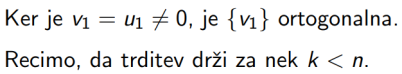 Ker je v₁ = u₁ ≠ 0, je {v₁} ortogonalna.
Recimo, da trditev drži za nek k < n.